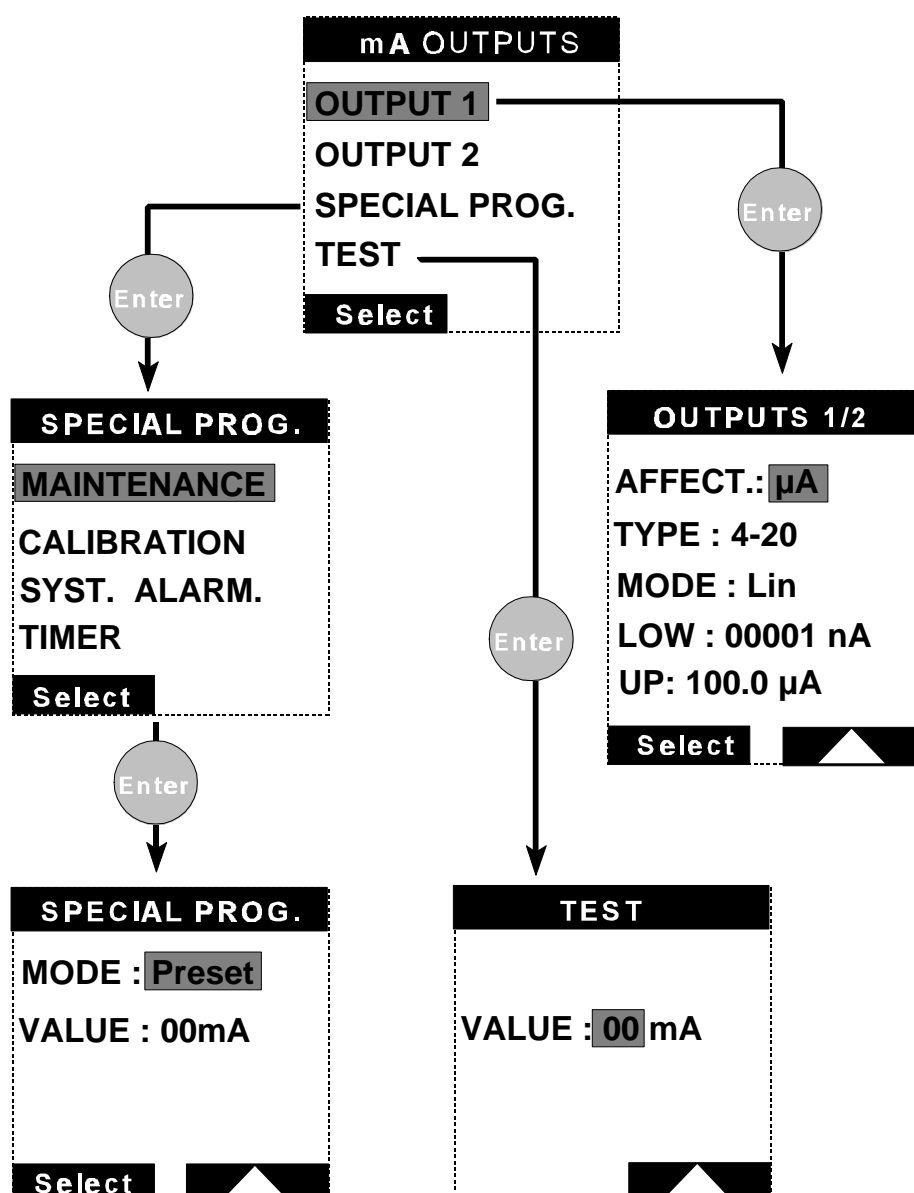 mA OUTPUTS
OUTPUT 1
OUTPUT 2
SPECIAL PROG.
TEST
Select
Enter
Enter
SPECIAL PROG.
MAINTENANCE
CALIBRATION
SYST. ALARM.
TIMER
Select
Enter
OUTPUTS 1/2
AFFECT.: µA
TYPE : 4-20
MODE : Lin
LOW : 00001 nA
UP: 100.0 µA
Select
Enter
SPECIAL PROG.
MODE : Preset
VALUE : 00mA
Select
TEST
VALUE : 00 mA